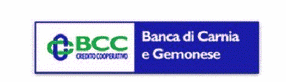 BCC
CREDITO COOPERATIVO
Banca di Carnia
e Gemonese